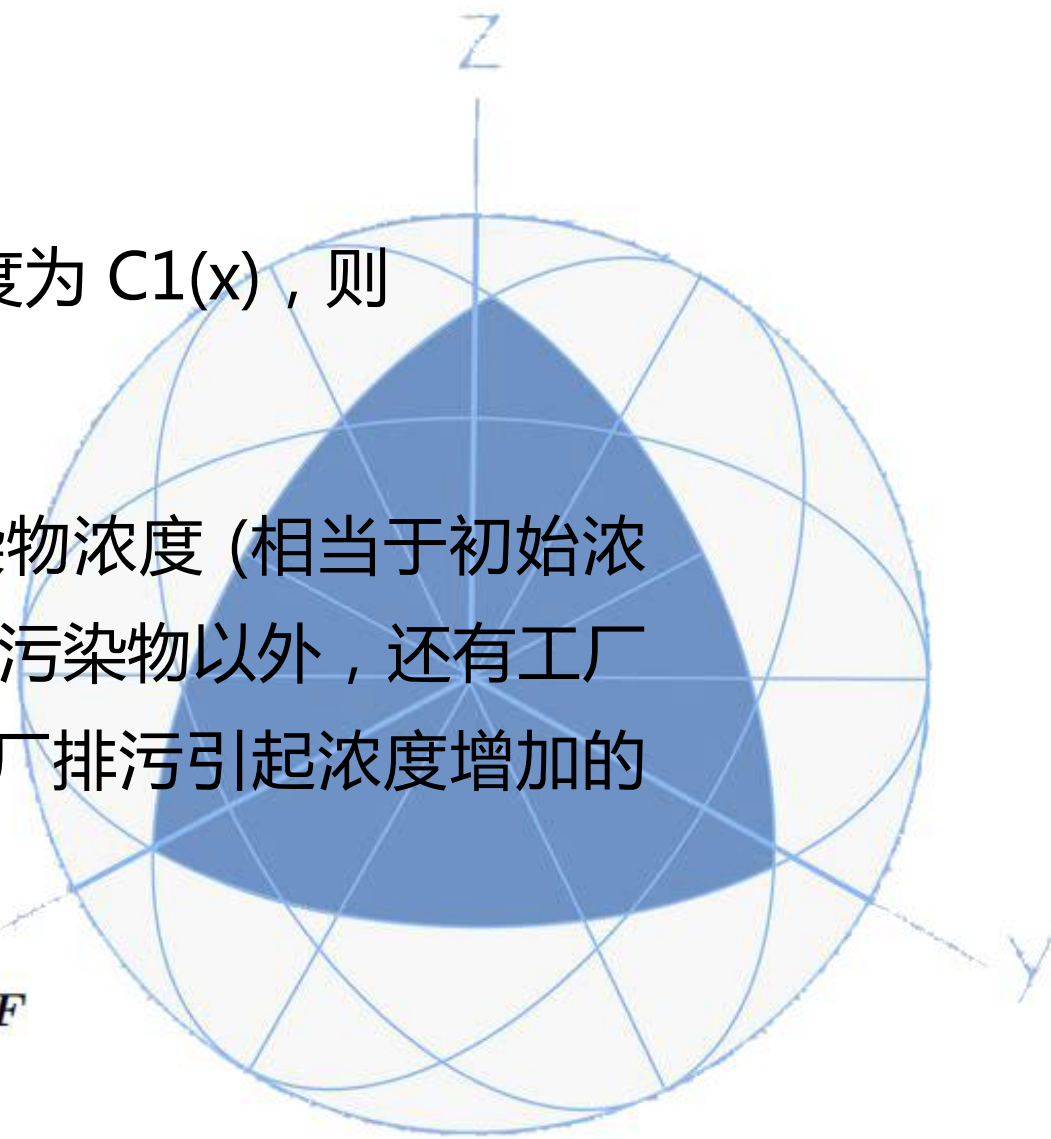 Z
度为 C1(x)，则
染物浓度 (相当于初始浓
污染物以外，还有工厂
厂排污引起浓度增加的
Y
F